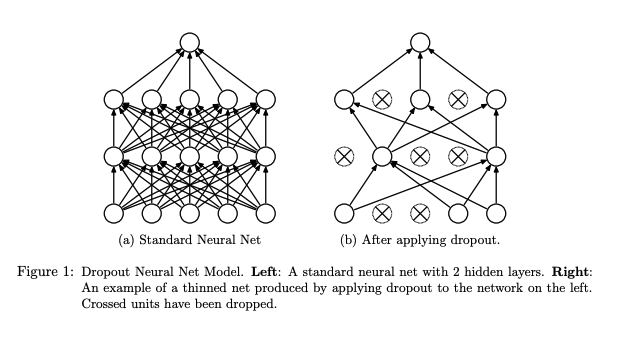 (a) Standard Neural Net
(b) After applying dropout.
Figure 1: Dropout Neural Net Model. Left: A standard neural net with 2 hidden layers. Right:
An example of a thinned net produced by applying dropout to the network on the left.
Crossed units have been dropped.